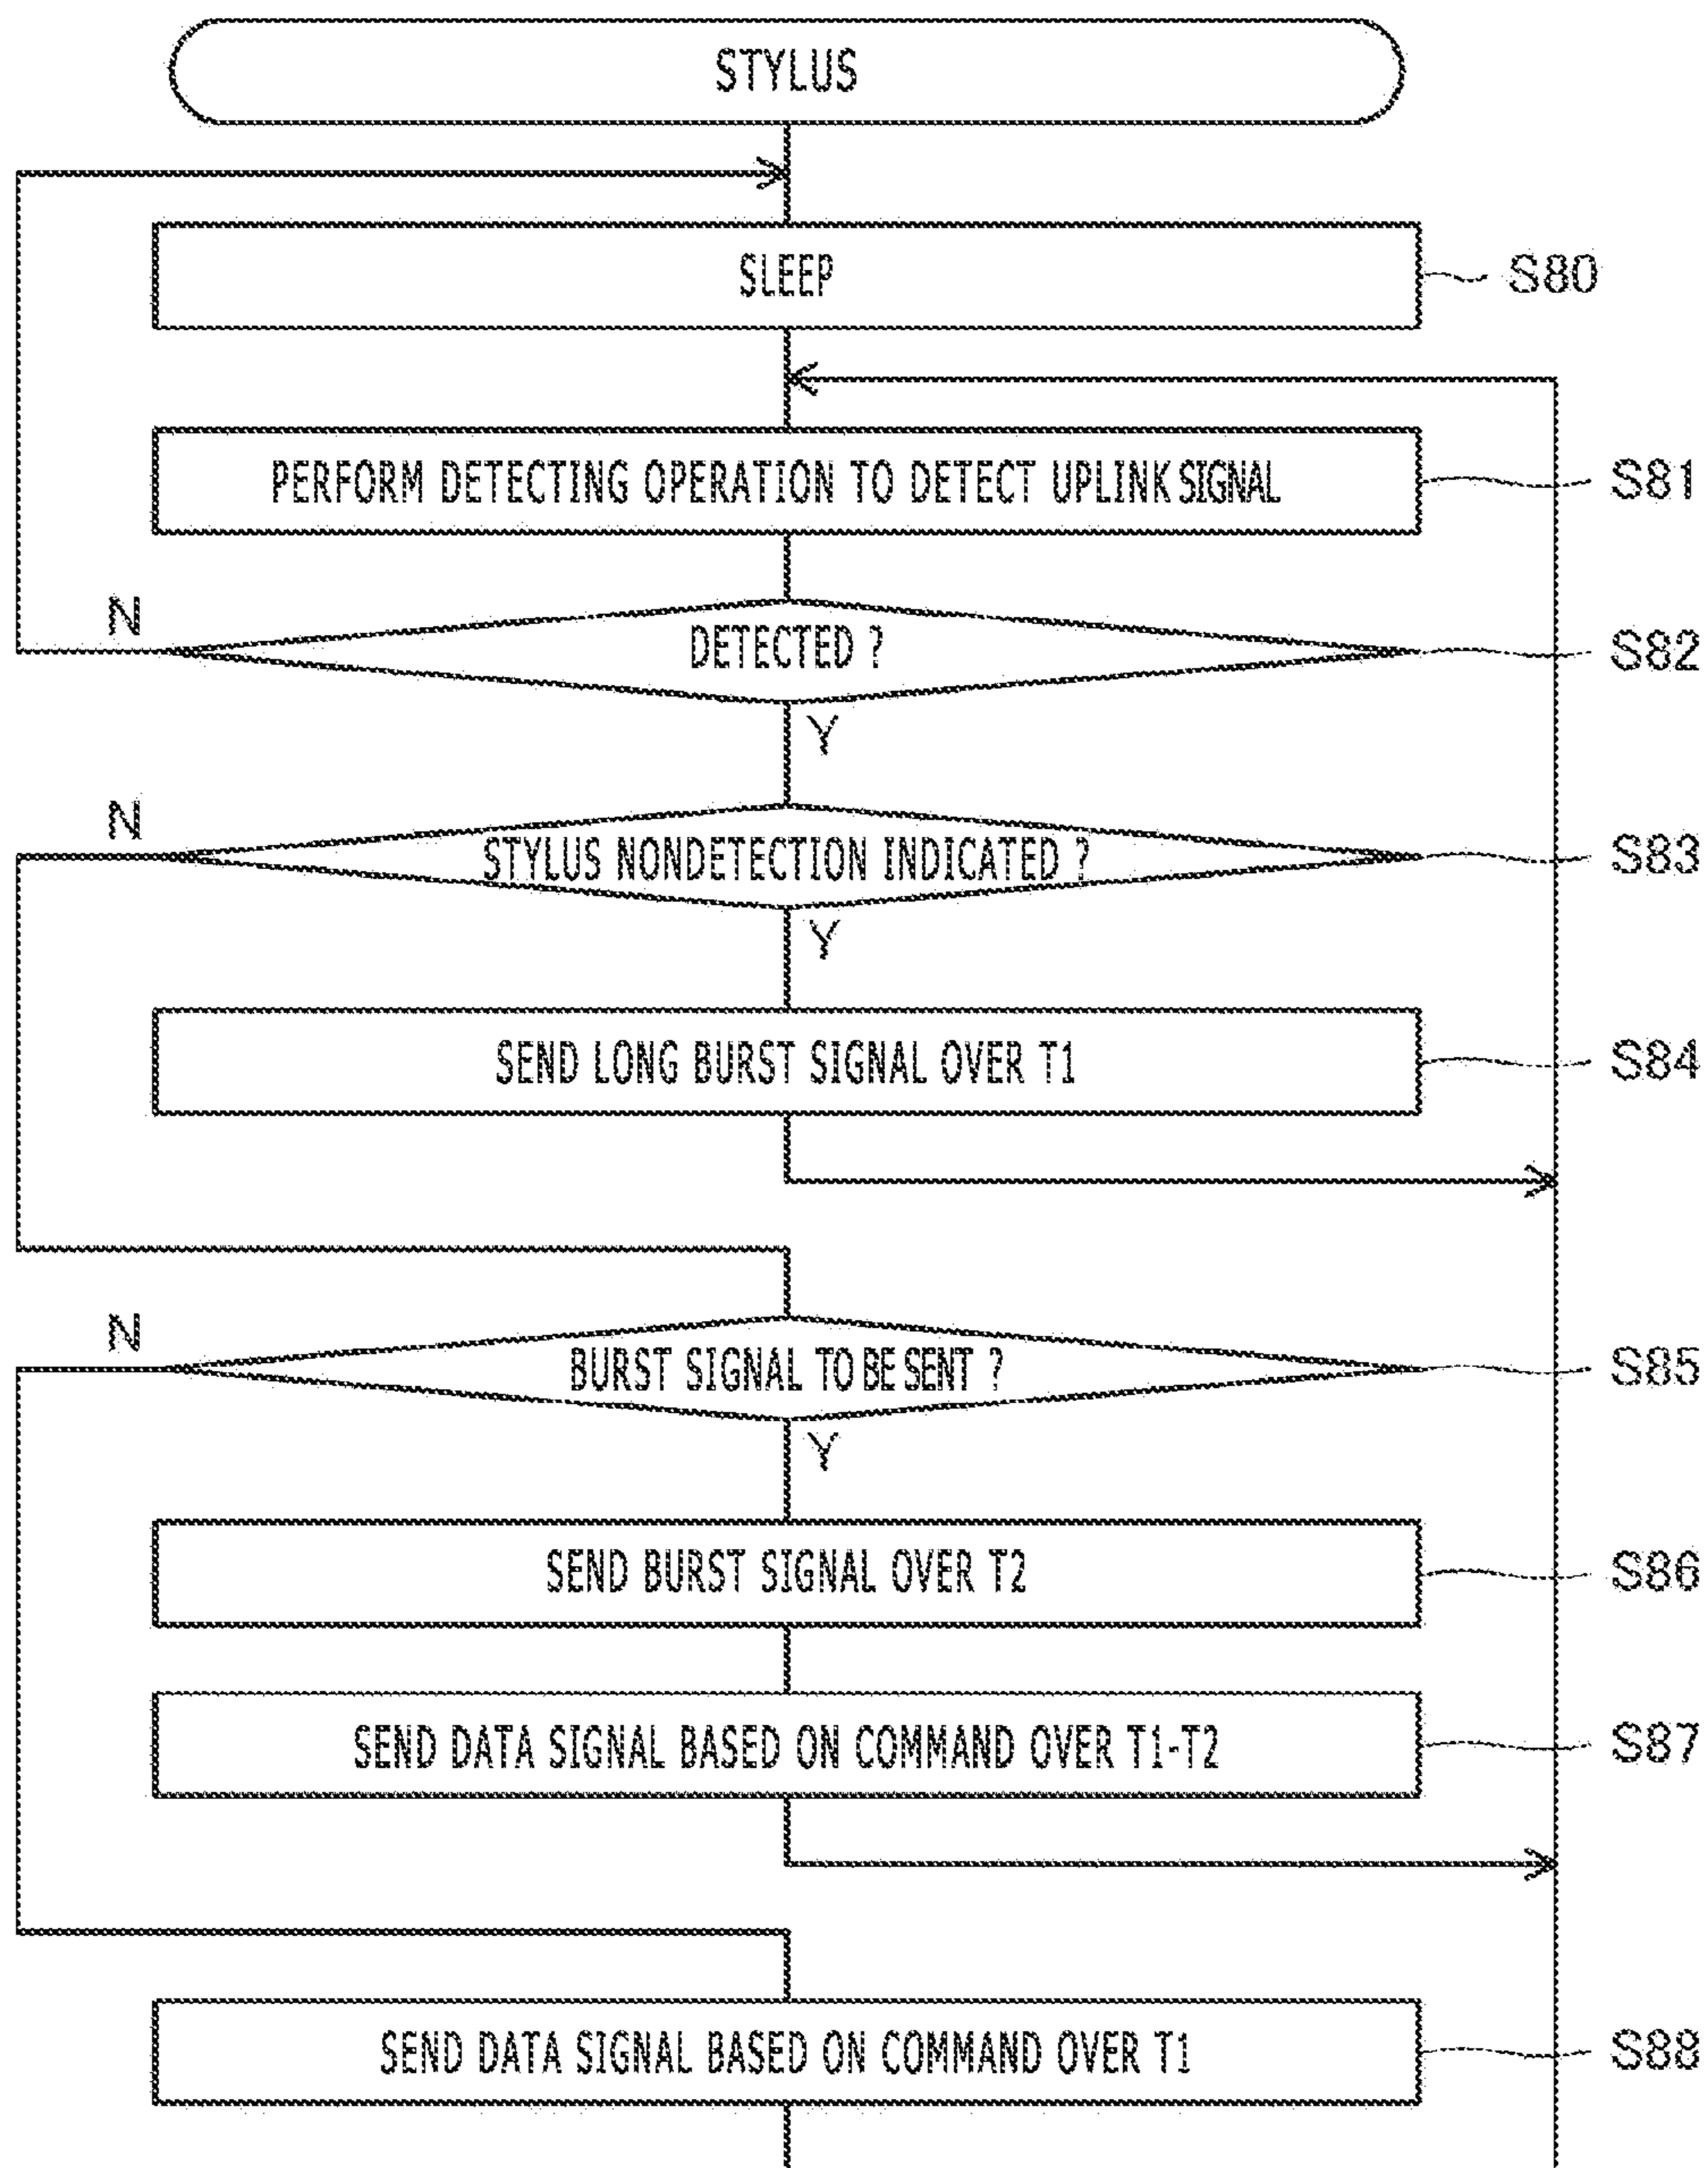 STYLUS
SLEEP
S80
PERFORM DETECTING OPERATION TO DETECT UPLINK SIGNAL
S81
N
DETECTED ?
S82
Y
N
STYLUS NONDETECTION INDICATED ?
S83
Y
SEND LONG BURST SIGNAL OVER T1
S84
N
BURST SIGNAL TO BE SENT ?
S85
Y
SEND BURST SIGNAL OVER T2
S86
SEND DATA SIGNAL BASED ON COMMAND OVER T1-T2
S87
SEND DATA SIGNAL BASED ON COMMAND OVER T1
S88